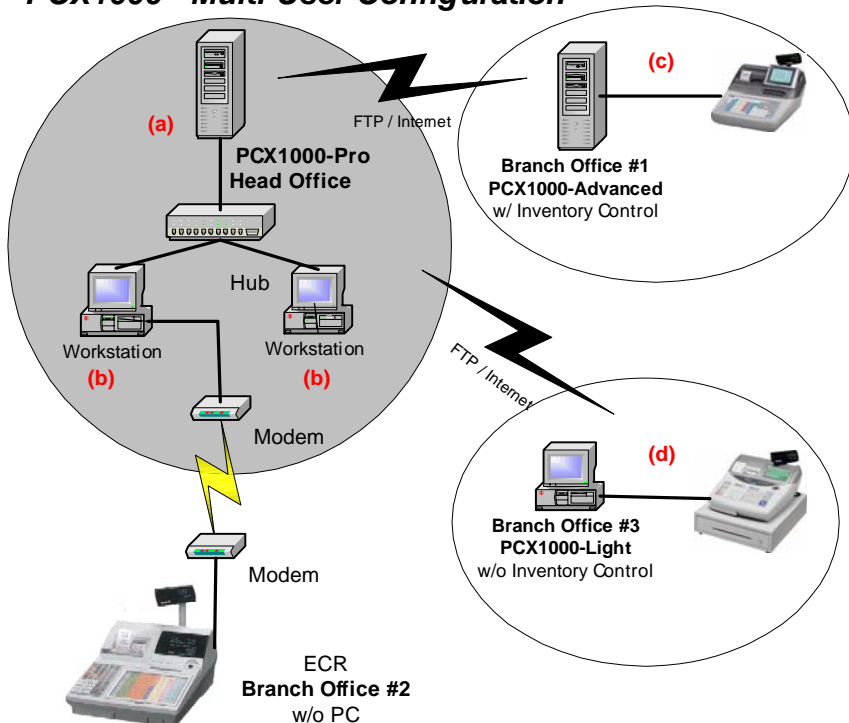 PCX1000 - Multi-User Configuration
(a)
PCX1000-Pro
Head Office
Hub
Workstation
(b)
Workstation
(b)
Modem
Modem
ECR
Branch Office #2
w/o PC
FTP / Internet
(c)
Branch Office #1
PCX1000-Advanced
w/ Inventory Control
FTP / Internet
(d)
Branch Office #3
PCX1000-Light
w/o Inventory Control